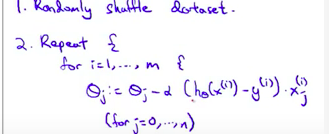 1. Randomly shuffle dataset.
2. Repeat {
for i=1,..., m {
θj := θj - α (hθ(x^(i)) - y^(i)) · xj^(i)
(for j=0,...,n)